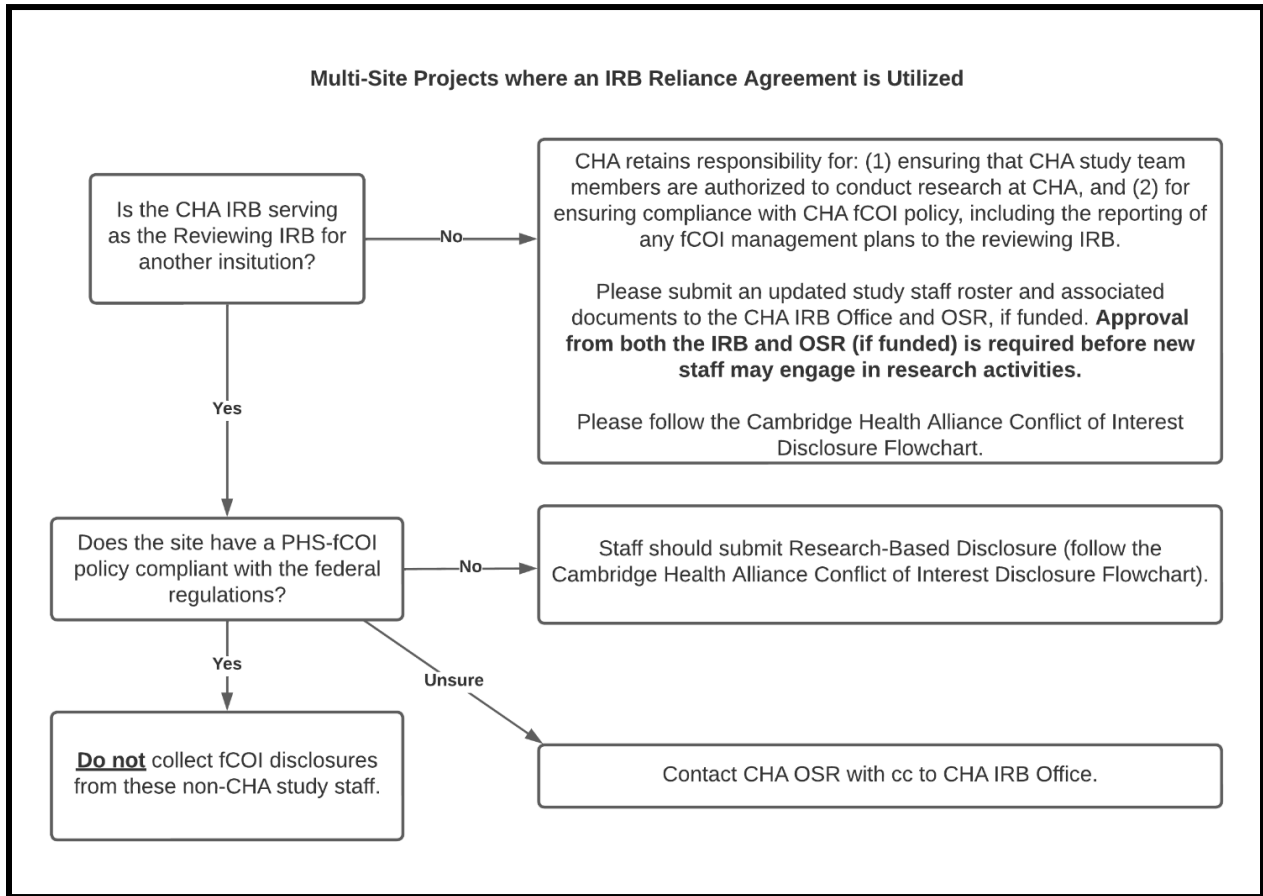 Multi-Site Projects where an IRB Reliance Agreement is Utilized
Is the CHA IRB serving
as the Reviewing IRB for
another insitution?
No
CHA retains responsibility for: (1) ensuring that CHA study team
members are authorized to conduct research at CHA, and (2) for
ensuring compliance with CHA fCOI policy, including the reporting of
any fCOI management plans to the reviewing IRB.
Please submit an updated study staff roster and associated
documents to the CHA IRB Office and OSR, if funded. Approval
from both the IRB and OSR (if funded) is required before new
staff may engage in research activities.
Please follow the Cambridge Health Alliance Conflict of Interest
Disclosure Flowchart.
Yes
Does the site have a PHS-fCOI
policy compliant with the federal
regulations?
No
Staff should submit Research-Based Disclosure (follow the
Cambridge Health Alliance Conflict of Interest Disclosure Flowchart).
Yes
Unsure
Do not collect fCOI disclosures
from these non-CHA study staff.
Contact CHA OSR with cc to CHA IRB Office.